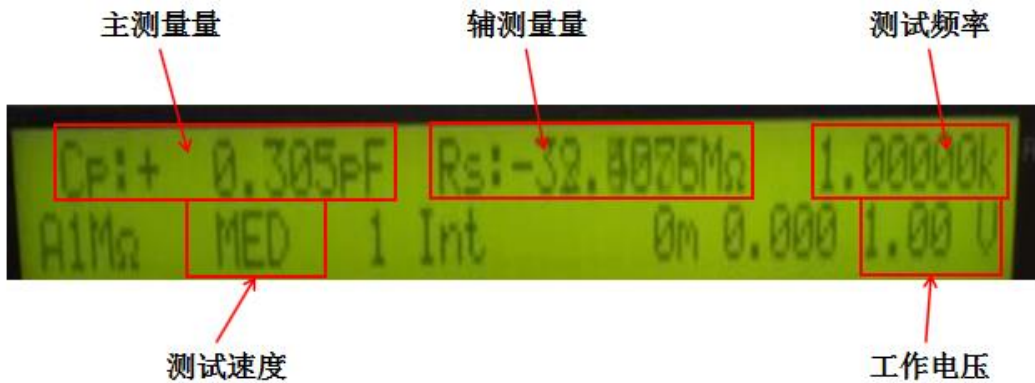 主测量量 辅测量量 测试频率
Cp:+ 0.305pF Rs: 1.00000k
A1MΩ MED 1 Int 0m 0.000 1.00 V
测试速度 工作电压